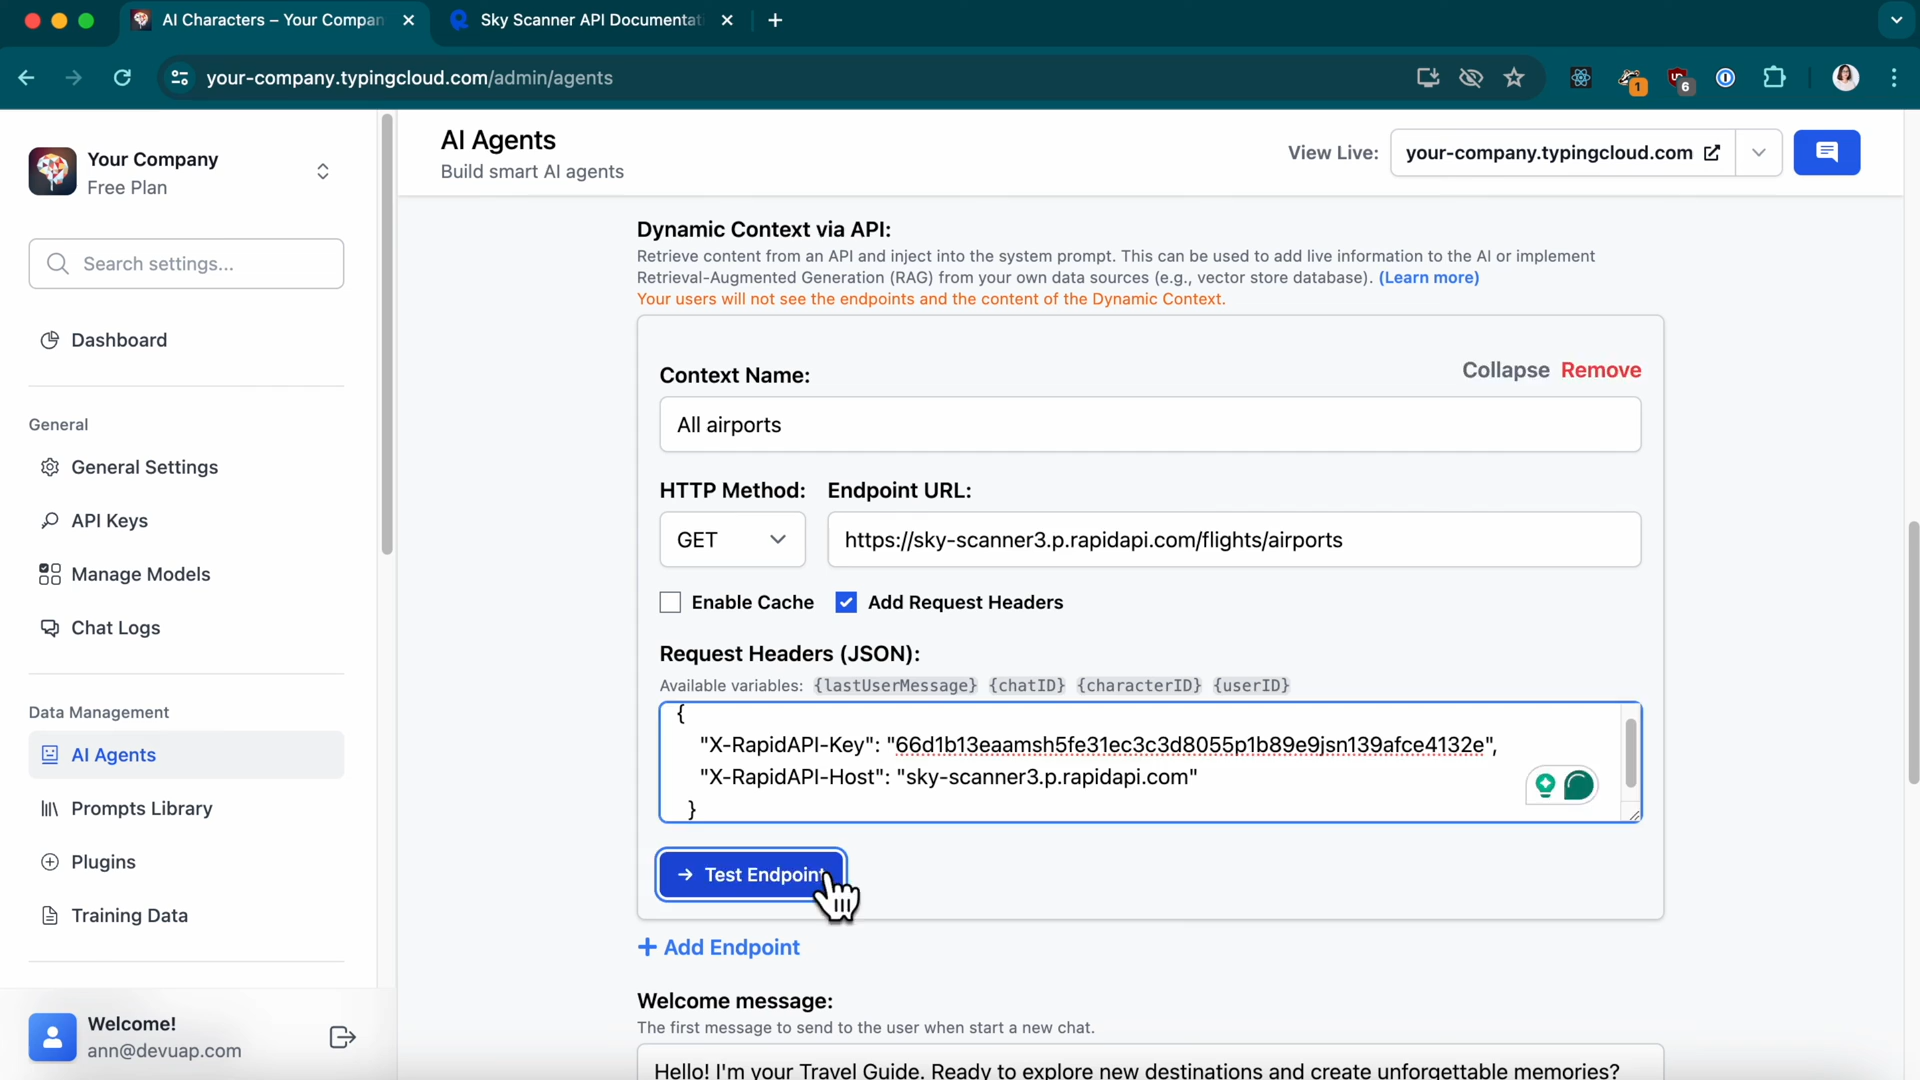 AI Characters – Your Compan
Sky Scanner API Documentat
your-company.typingcloud.com/admin/agents
1
6
Your Company
Free Plan
Search settings...
Dashboard
General
General Settings
API Keys
Manage Models
Chat Logs
Data Management
AI Agents
Prompts Library
Plugins
Training Data
Welcome!
ann@devuap.com
AI Agents
Build smart AI agents
View Live:
your-company.typingcloud.com
Dynamic Context via API:
Retrieve content from an API and inject into the system prompt. This can be used to add live information to the AI or implement
Retrieval-Augmented Generation (RAG) from your own data sources (e.g., vector store database). (Learn more)
Your users will not see the endpoints and the content of the Dynamic Context.
Collapse Remove
Context Name:
All airports
HTTP Method: Endpoint URL:
GET https://sky-scanner3.p.rapidapi.com/flights/airports
Enable Cache Add Request Headers
Request Headers (JSON):
Available variables: {lastUserMessage} {chatID} {characterID} {userID}
{
"X-RapidAPI-Key": "66d1b13eaamsh5fe31ec3c3d8055p1b89e9jsn139afce4132e",
"X-RapidAPI-Host": "sky-scanner3.p.rapidapi.com"
}
Test Endpoint
Add Endpoint
Welcome message:
The first message to send to the user when start a new chat.
Hello! I'm your Travel Guide. Ready to explore new destinations and create unforgettable memories?